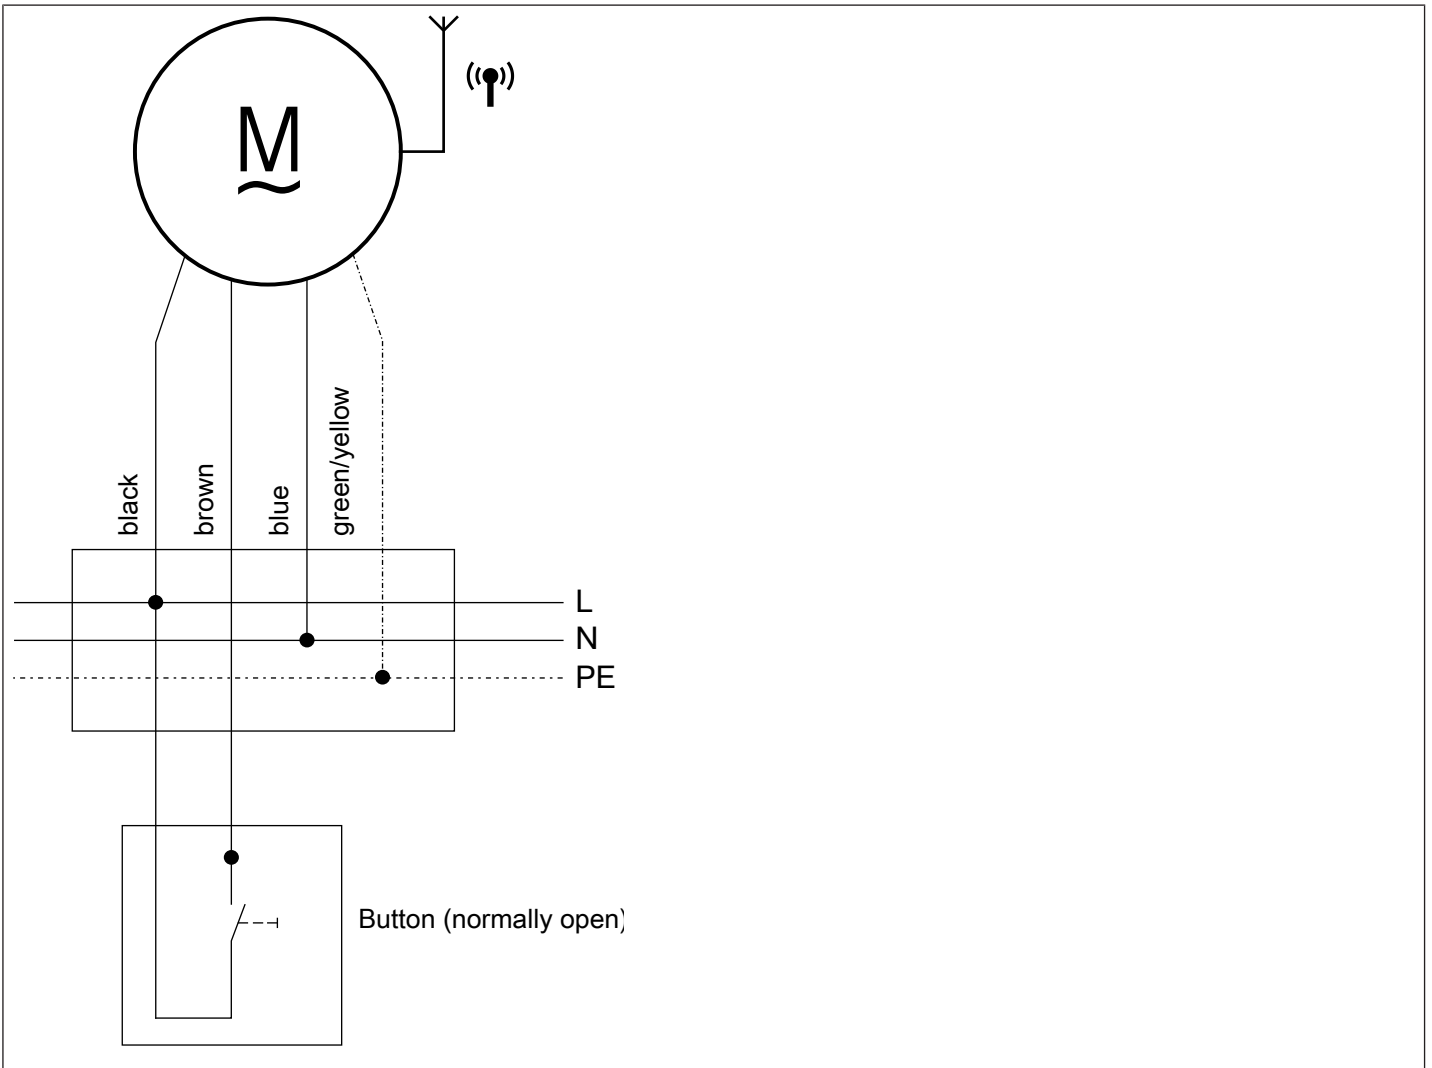 M
black
brown
blue
green/yellow
L
N
PE
Button (normally open)